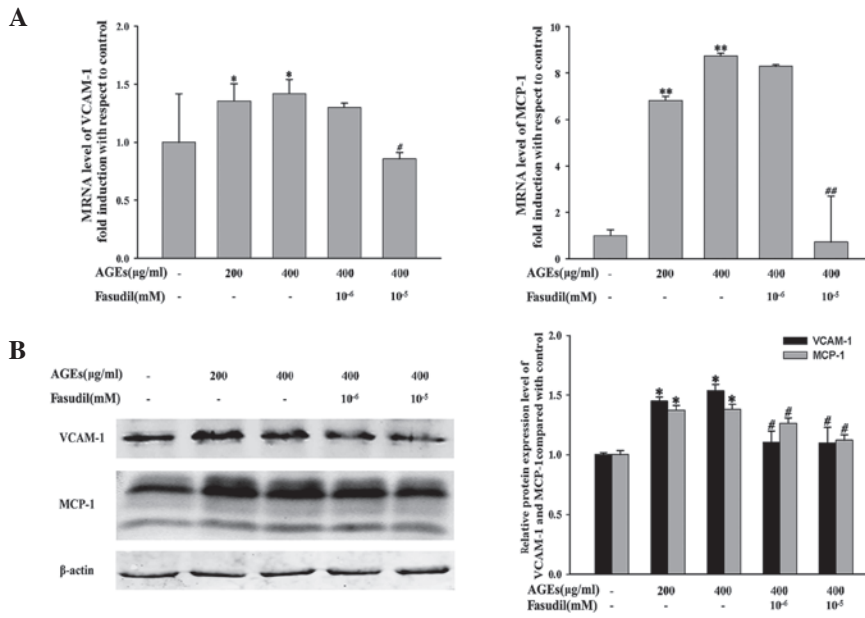 A
MRNA level of VCAM-1
fold induction with respect to control
2.0
1.5
1.0
0.5
0.0
*
*
#
AGEs(μg/ml) - 200 400 400 400
Fasudil(mM) - - - 10⁻⁶ 10⁻⁵
MRNA level of MCP-1
fold induction with respect to control
10
8
6
4
2
0
**
**
##
AGEs(μg/ml) - 200 400 400 400
Fasudil(mM) - - - 10⁻⁶ 10⁻⁵
B
AGEs(μg/ml) - 200 400 400 400
Fasudil(mM) - - - 10⁻⁶ 10⁻⁵
VCAM-1
MCP-1
β-actin
Relative protein expression level of
VCAM-1 and MCP-1compared with control
2.0
1.5
1.0
0.5
0.0
VCAM-1
MCP-1
* *
* *
# #
# #
AGEs(μg/ml) - 200 400 400 400
Fasudil(mM) - - - 10⁻⁶ 10⁻⁵